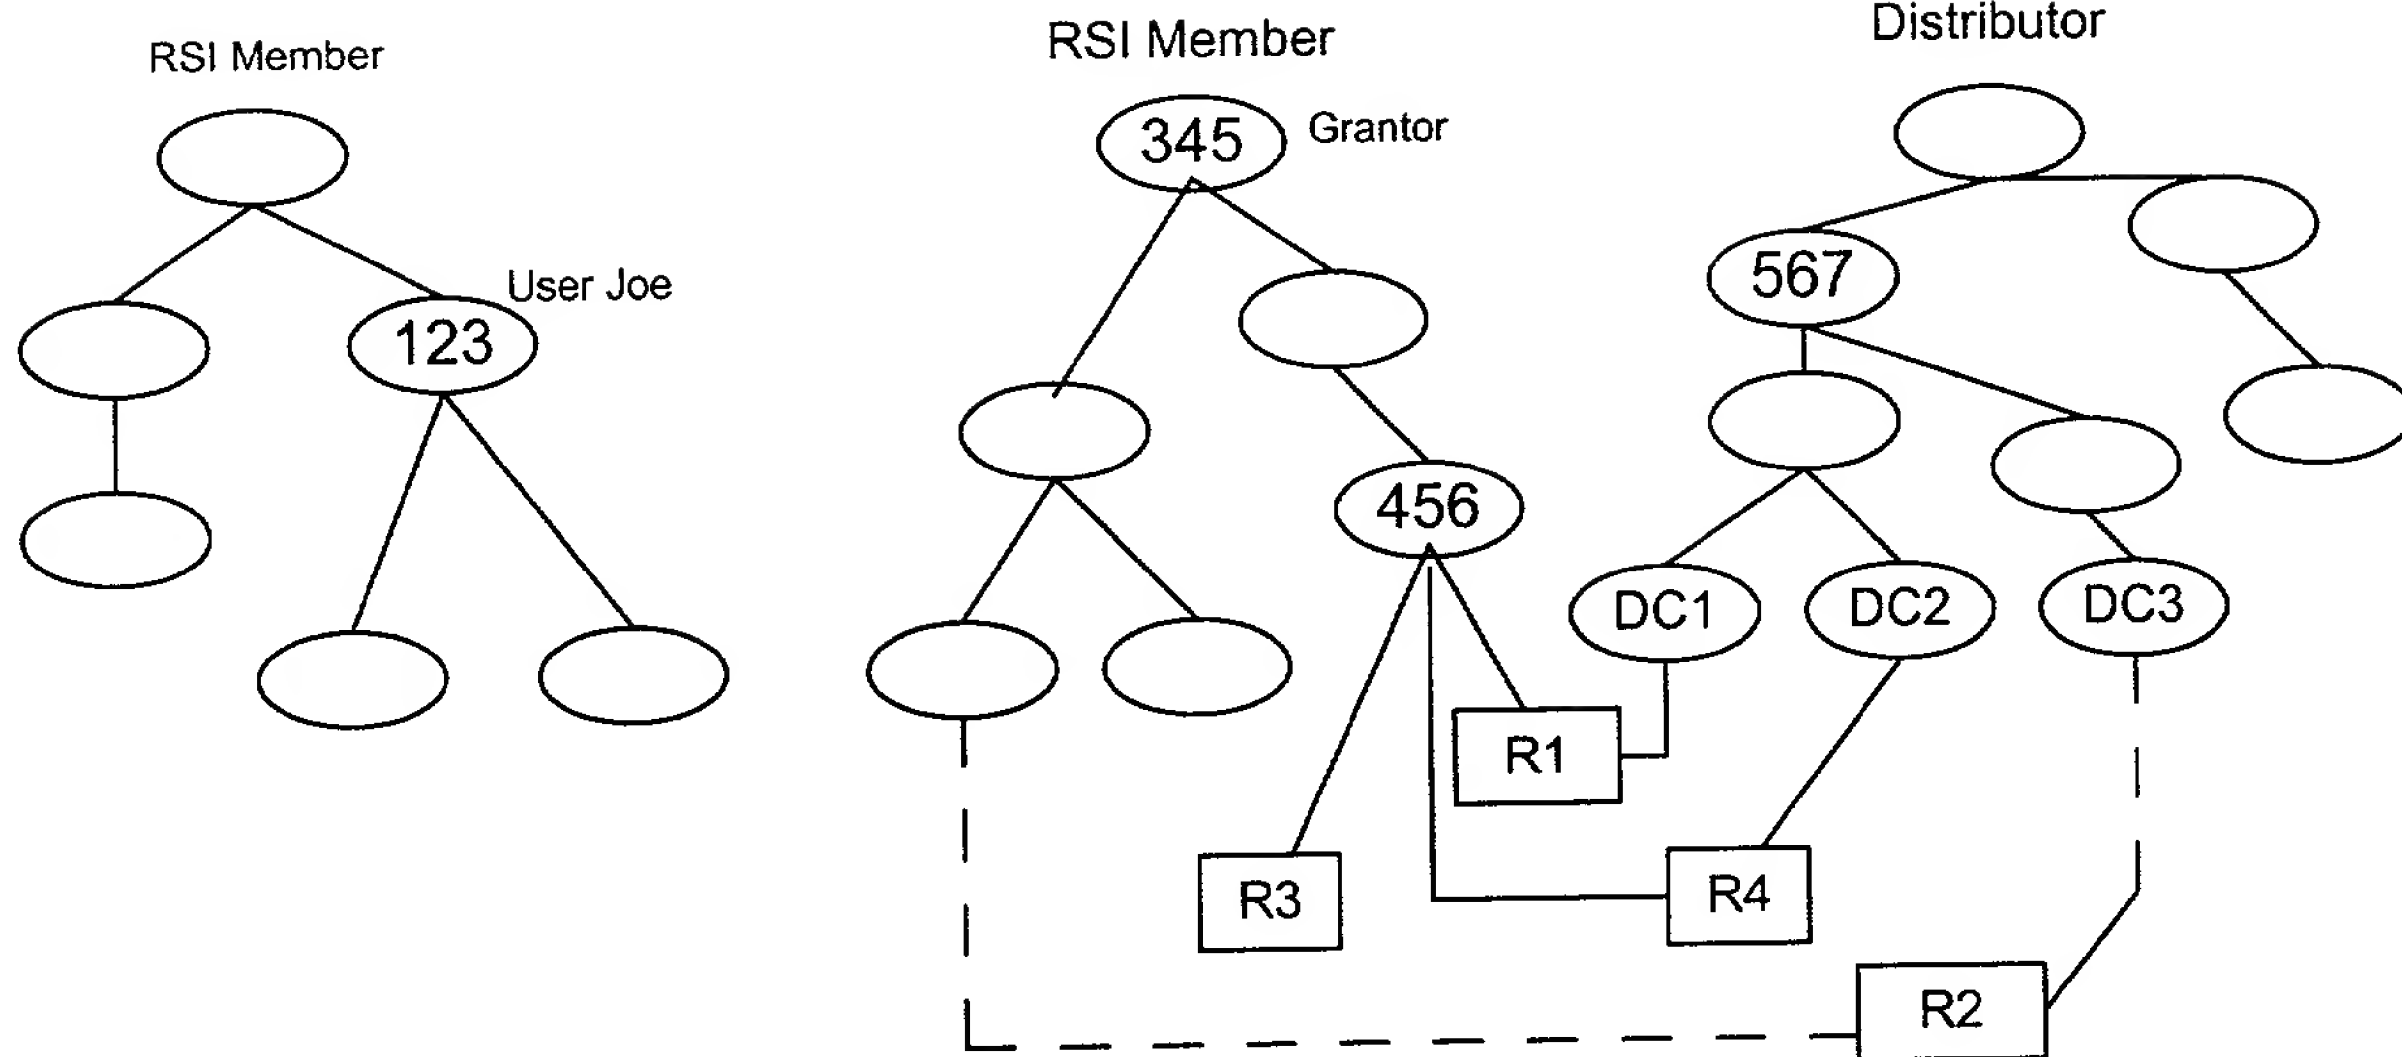 RSI Member
RSI Member
Distributor
345
Grantor
User Joe
123
567
456
DC1
DC2
DC3
R1
R3
R4
R2